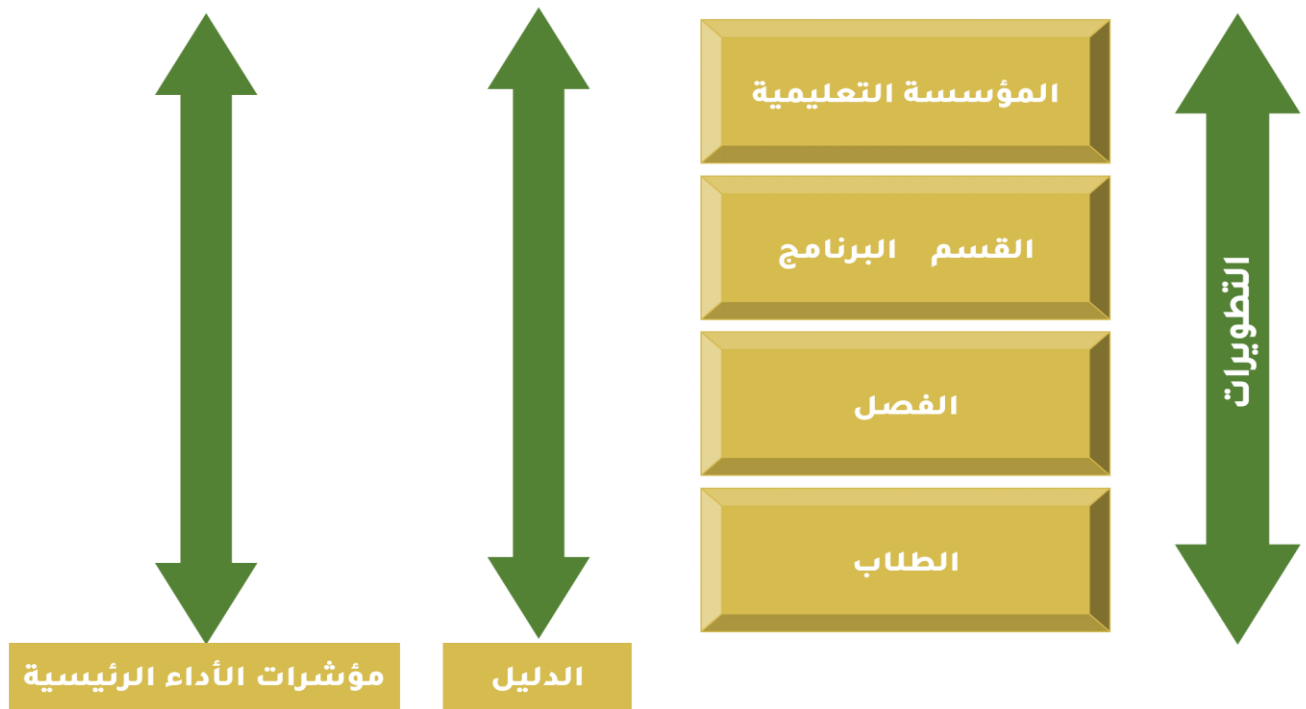 المؤسسة التعليمية
القسم البرنامج
الفصل
الطلاب
التطويرات
الدليل
مؤشرات الأداء الرئيسية